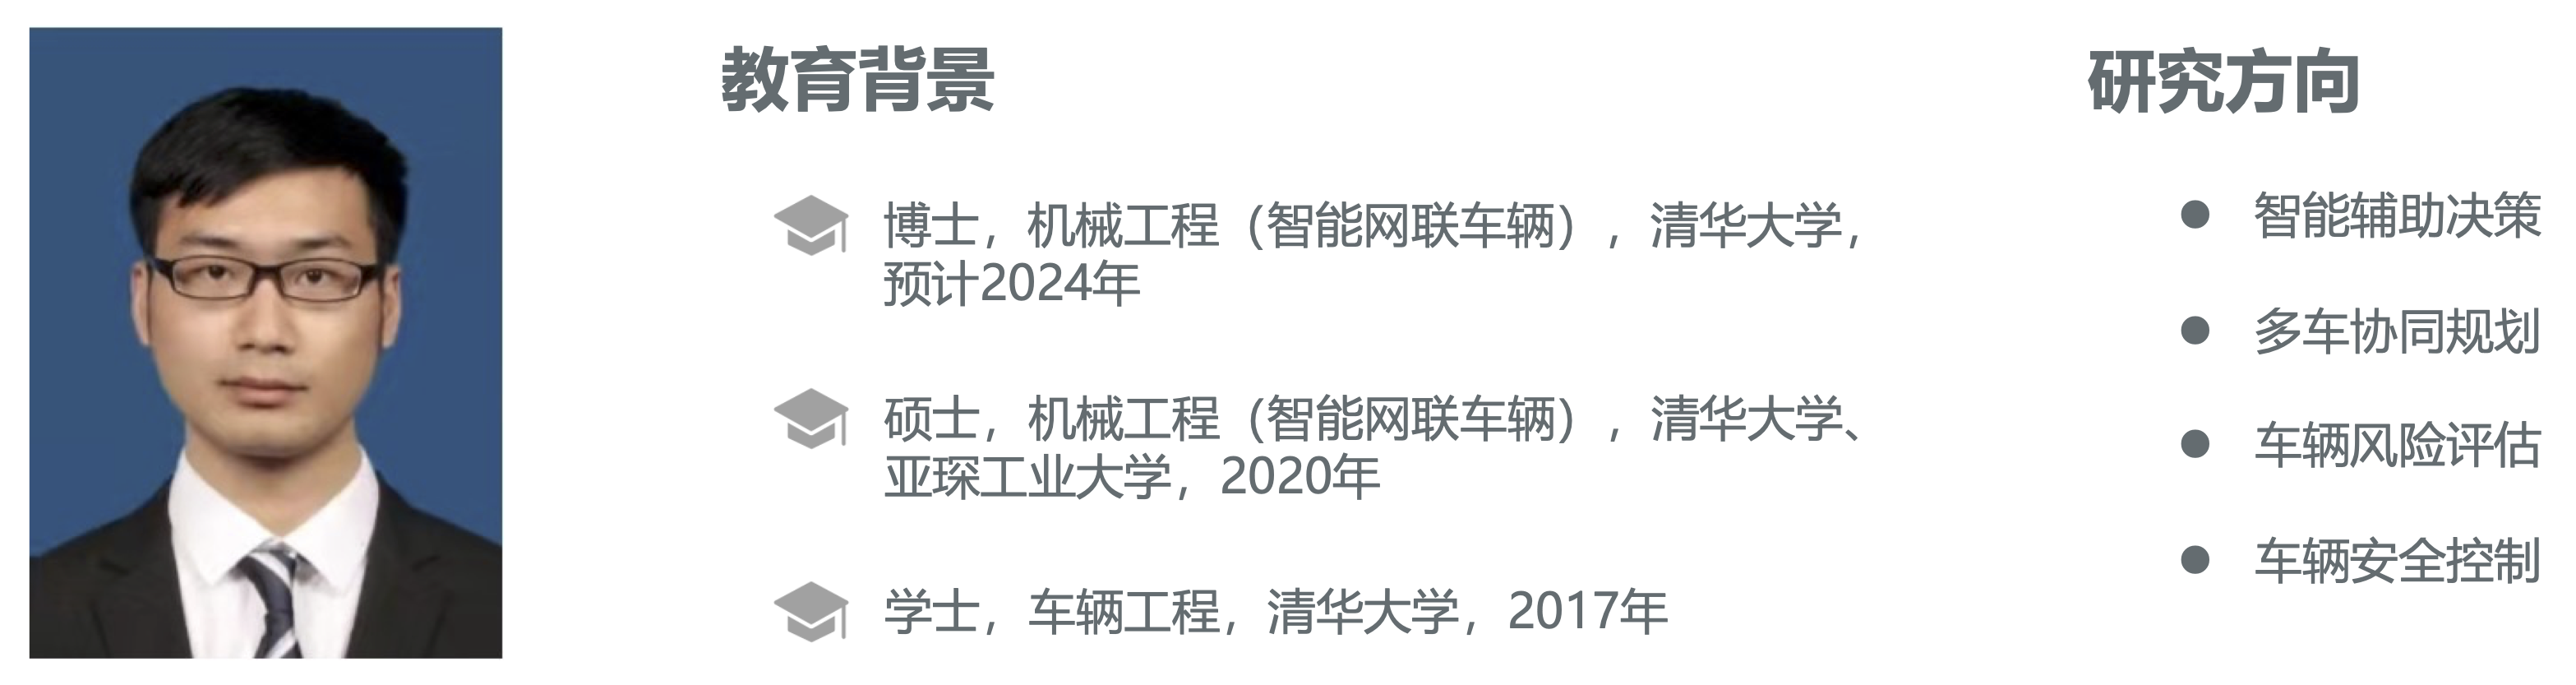 教育背景
博士，机械工程（智能网联车辆），清华大学，
预计2024年
硕士，机械工程（智能网联车辆），清华大学、
亚琛工业大学，2020年
学士，车辆工程，清华大学，2017年
研究方向
智能辅助决策
多车协同规划
车辆风险评估
车辆安全控制